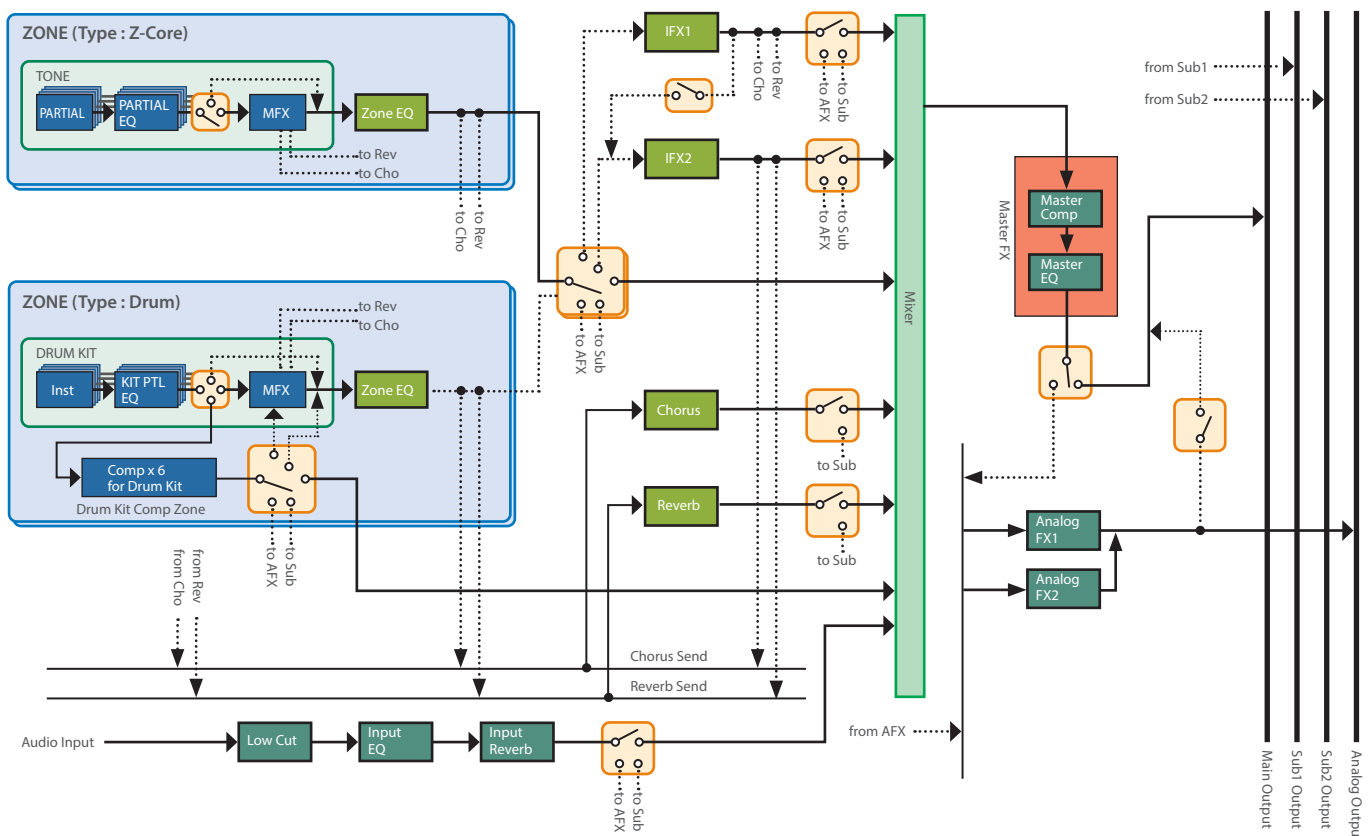 ZONE (Type : Z-Core)
TONE
PARTIAL
PARTIAL
EQ
MFX
Zone EQ
to Rev
to Cho
to Cho
to Rev
IFX1
to Cho
to Rev
to AFX
to Sub
IFX2
to AFX
to Sub
to AFX
to Sub
ZONE (Type : Drum)
to Rev
to Cho
DRUM KIT
Inst
KIT PTL
EQ
MFX
Zone EQ
Comp x 6
for Drum Kit
Drum Kit Comp Zone
to AFX
to Sub
from Cho
from Rev
Chorus
to Sub
Reverb
to Sub
Chorus Send
Reverb Send
Audio Input
Low Cut
Input
EQ
Input
Reverb
to AFX
to Sub
Mixer
Master FX
Master
Comp
Master
EQ
from Sub1
from Sub2
Analog
FX1
Analog
FX2
from AFX
Main Output
Sub1 Output
Sub2 Output
Analog Output